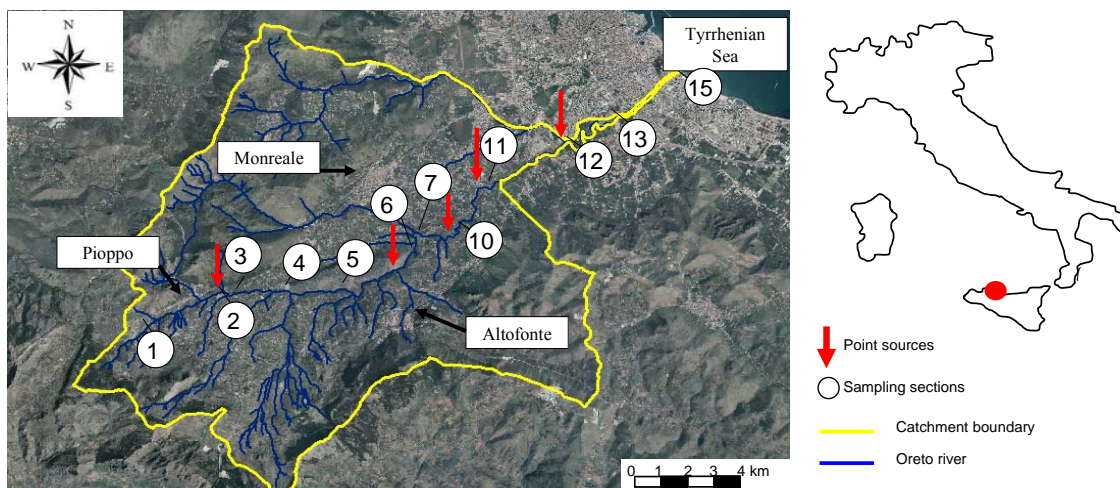 N
W E
S
Tyrrhenian
Sea
15
13
12
11
Monreale
7
6
10
Pioppo
3
4
5
2
1
Altofonte
0 1 2 3 4 km
Point sources
Sampling sections
Catchment boundary
Oreto river